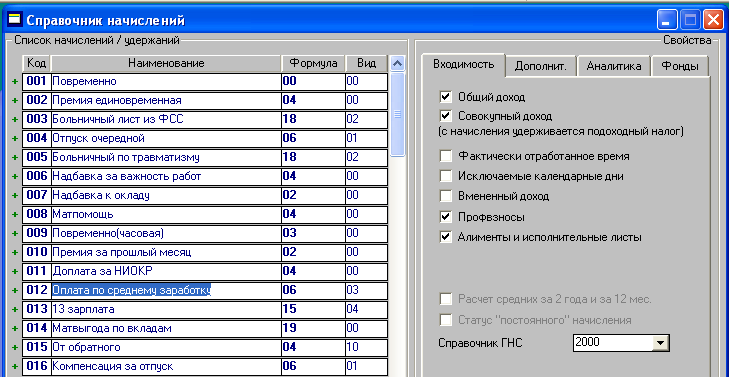 Справочник начислений
Список начислений / удержаний
Код Наименование Формула Вид
001 Повременно 00 00
002 Премия единовременная 04 00
003 Больничный лист из ФСС 18 02
004 Отпуск очередной 06 01
005 Больничный по травматизму 18 02
006 Надбавка за важность работ 04 00
007 Надбавка к окладу 02 00
008 Матпомощь 04 00
009 Повременно(часовая) 03 00
010 Премия за прошлый месяц 02 00
011 Доплата за НИОКР 04 00
012 Оплата по среднему заработку 06 03
013 13 зарплата 15 04
014 Матвыгода по вкладам 19 00
015 От обратного 04 10
016 Компенсация за отпуск 06 01
Свойства
Входимость Дополнит. Аналитика Фонды
Общий доход
Совокупный доход
(с начисления удерживается подоходный налог)
Фактически отработанное время
Исключаемые календарные дни
Вмененный доход
Профвзносы
Алименты и исполнительные листы
Расчет средних за 2 года и за 12 мес.
Статус "постоянного" начисления
Справочник ГНС 2000